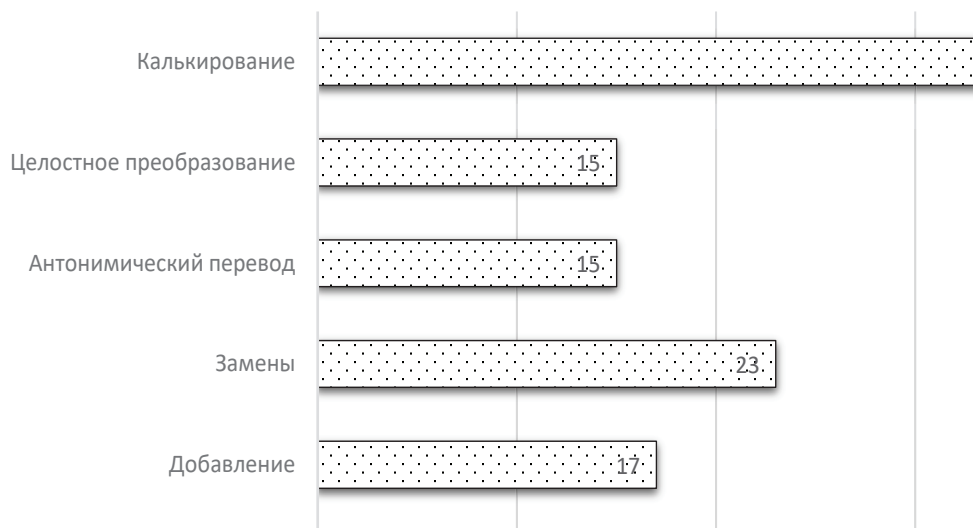 Калькирование
Целостное преобразование
15
Антонимический перевод
15
Замены
23
Добавление
17